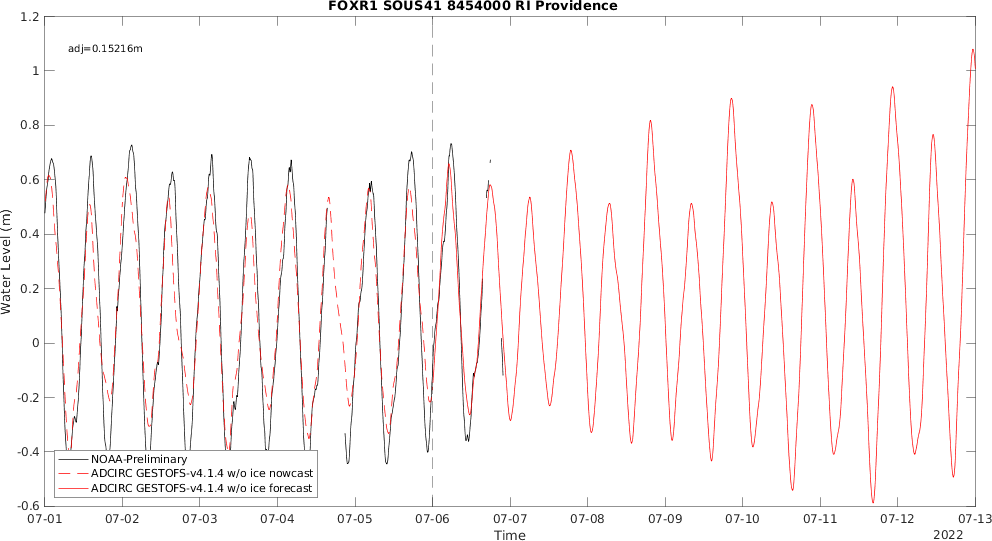 FOXR1 SOUS41 8454000 RI Providence
1.2
adj=0.15216m
1
0.8
0.6
0.4
0.2
0
-0.2
-0.4
-0.6
Water Level (m)
NOAA-Preliminary
ADCIRC GESTOFS-v4.1.4 w/o ice nowcast
ADCIRC GESTOFS-v4.1.4 w/o ice forecast
07-01 07-02 07-03 07-04 07-05 07-06 07-07 07-08 07-09 07-10 07-11 07-12 07-13
Time
2022